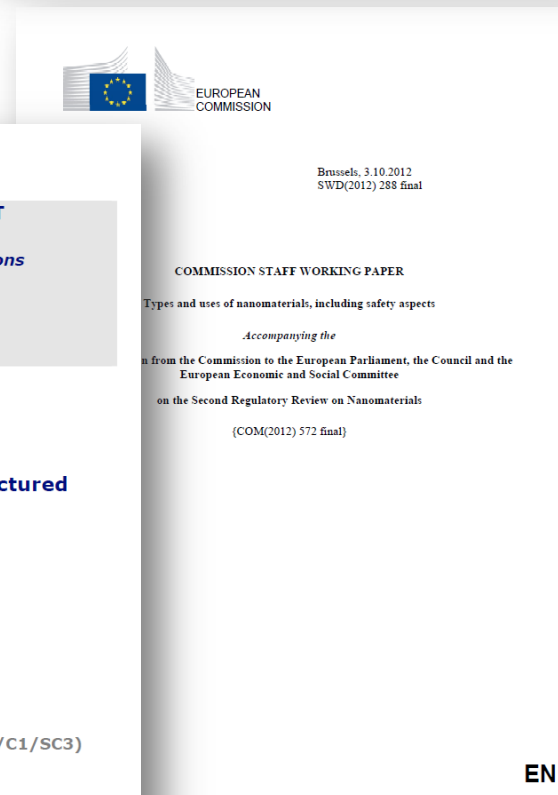 EUROPEAN
COMMISSION
Brussels, 3.10.2012
SWD(2012) 288 final
COMMISSION STAFF WORKING PAPER
Types and uses of nanomaterials, including safety aspects
Accompanying the
n from the Commission to the European Parliament, the Council and the
European Economic and Social Committee
on the Second Regulatory Review on Nanomaterials
{COM(2012) 572 final}
EN
T
ons
ctured
/C1/SC3)